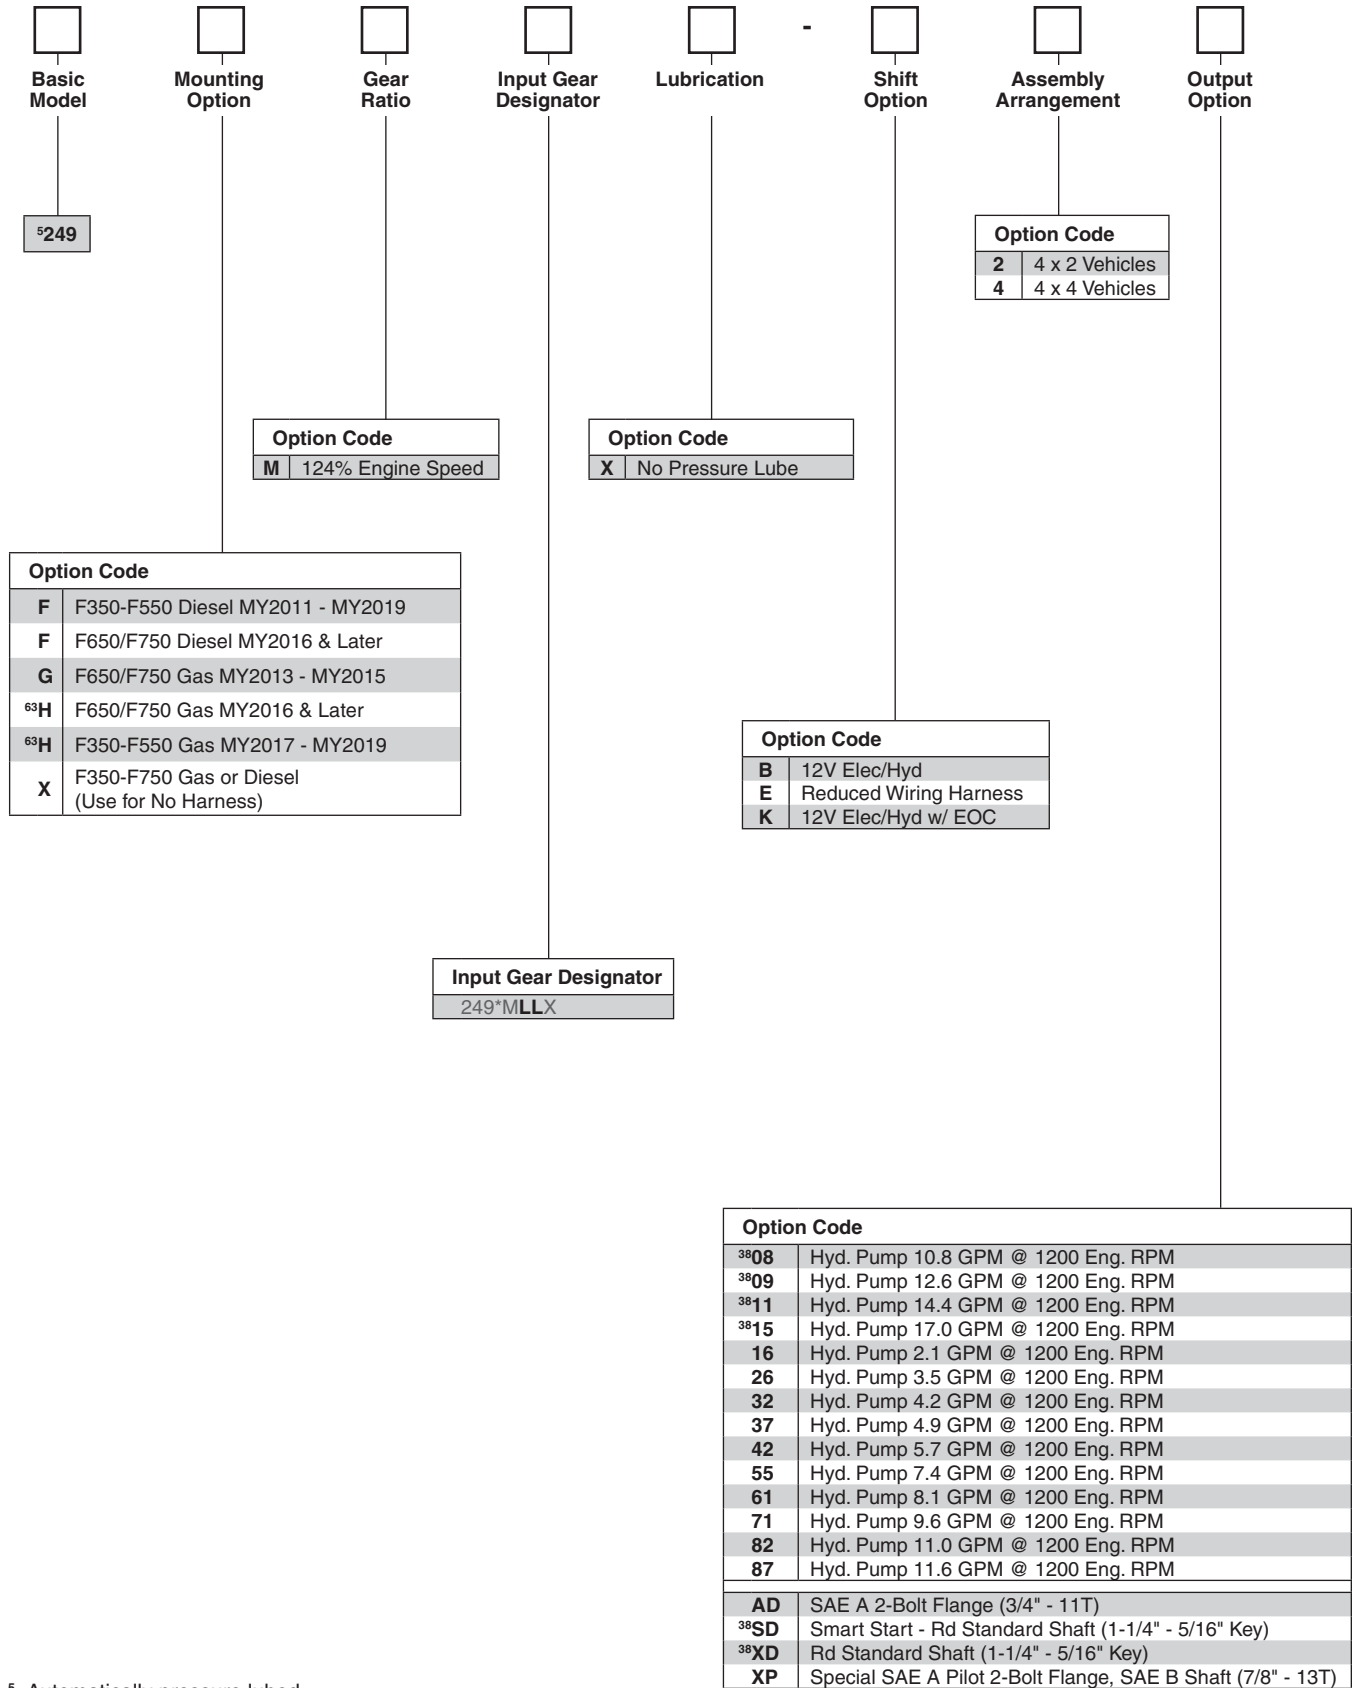 -
Basic Model
Mounting Option
Gear Ratio
Input Gear Designator
Lubrication
Shift Option
Assembly Arrangement
Output Option
⁵249
Option Code
2 4 x 2 Vehicles
4 4 x 4 Vehicles
Option Code
M 124% Engine Speed
Option Code
X No Pressure Lube
Option Code
F F350-F550 Diesel MY2011 - MY2019
F F650/F750 Diesel MY2016 & Later
G F650/F750 Gas MY2013 - MY2015
⁶³H F650/F750 Gas MY2016 & Later
⁶³H F350-F550 Gas MY2017 - MY2019
X F350-F750 Gas or Diesel
(Use for No Harness)
Option Code
B 12V Elec/Hyd
E Reduced Wiring Harness
K 12V Elec/Hyd w/ EOC
Input Gear Designator
249*MLLX
Option Code
³⁸08 Hyd. Pump 10.8 GPM @ 1200 Eng. RPM
³⁸09 Hyd. Pump 12.6 GPM @ 1200 Eng. RPM
³⁸11 Hyd. Pump 14.4 GPM @ 1200 Eng. RPM
³⁸15 Hyd. Pump 17.0 GPM @ 1200 Eng. RPM
16 Hyd. Pump 2.1 GPM @ 1200 Eng. RPM
26 Hyd. Pump 3.5 GPM @ 1200 Eng. RPM
32 Hyd. Pump 4.2 GPM @ 1200 Eng. RPM
37 Hyd. Pump 4.9 GPM @ 1200 Eng. RPM
42 Hyd. Pump 5.7 GPM @ 1200 Eng. RPM
55 Hyd. Pump 7.4 GPM @ 1200 Eng. RPM
61 Hyd. Pump 8.1 GPM @ 1200 Eng. RPM
71 Hyd. Pump 9.6 GPM @ 1200 Eng. RPM
82 Hyd. Pump 11.0 GPM @ 1200 Eng. RPM
87 Hyd. Pump 11.6 GPM @ 1200 Eng. RPM
AD SAE A 2-Bolt Flange (3/4" - 11T)
³⁸SD Smart Start - Rd Standard Shaft (1-1/4" - 5/16" Key)
³⁸XD Rd Standard Shaft (1-1/4" - 5/16" Key)
XP Special SAE A Pilot 2-Bolt Flange, SAE B Shaft (7/8" - 13T)